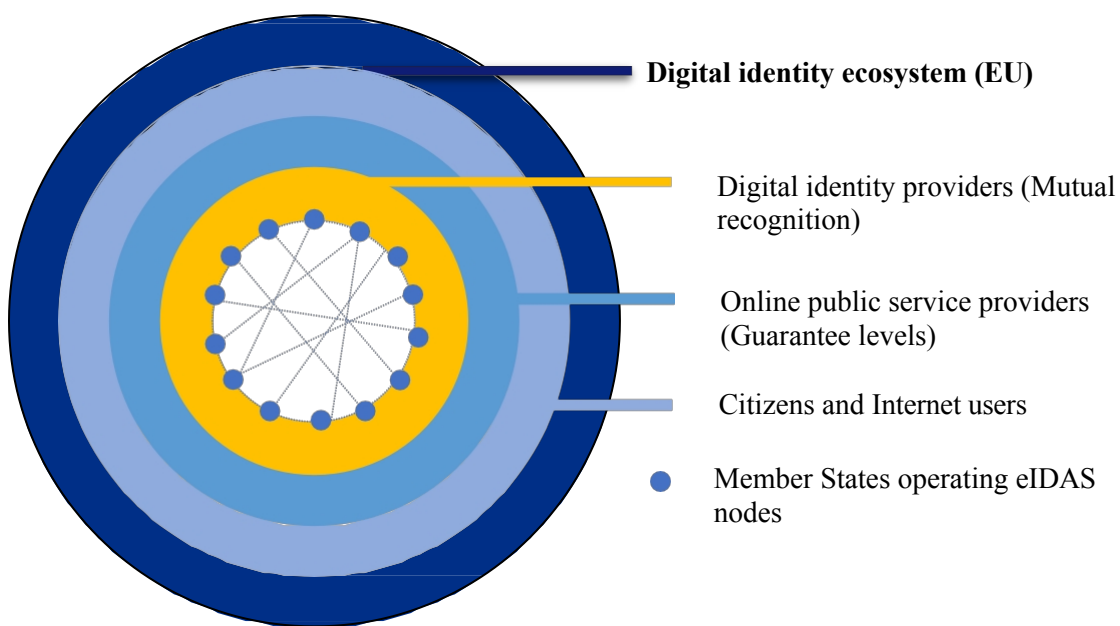 Digital identity ecosystem (EU)
Digital identity providers (Mutual
recognition)
Online public service providers
(Guarantee levels)
Citizens and Internet users
Member States operating eIDAS
nodes